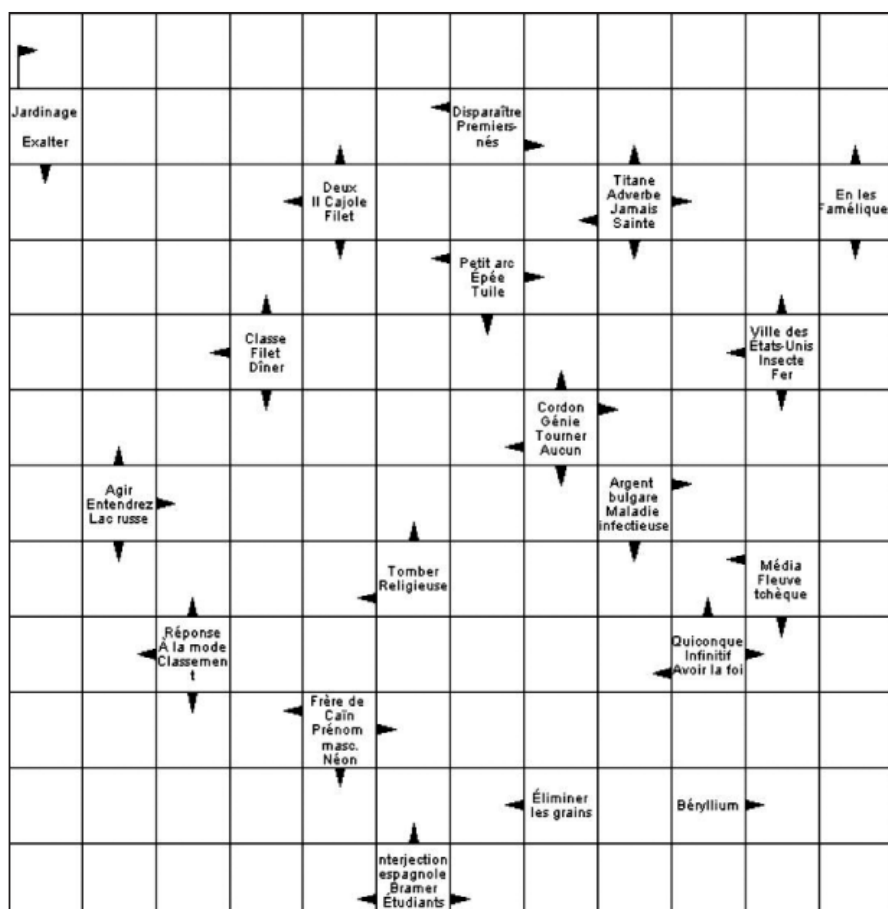 Jardinage
Exalter
Disparaître
Premiers-
nés
Deux
Il Cajole
Filet
Titane
Adverbe
Jamais
Sainte
En les
Famélique
Petit arc
Épée
Tuile
Classe
Filet
Dîner
Ville des
États-Unis
Insecte
Fer
Cordon
Génie
Tourner
Aucun
Agir
Entendrez
Lac russe
Argent
bulgare
Maladie
infectieuse
Tomber
Religieuse
Média
Fleuve
tchèque
Réponse
À la mode
Classemen
t
Quiconque
Infinitif
Avoir la foi
Frère de
Caïn
Prénom
masc.
Néon
Éliminer
les grains
Béryllium
nterjection
espagnole
Bramer
Étudiants